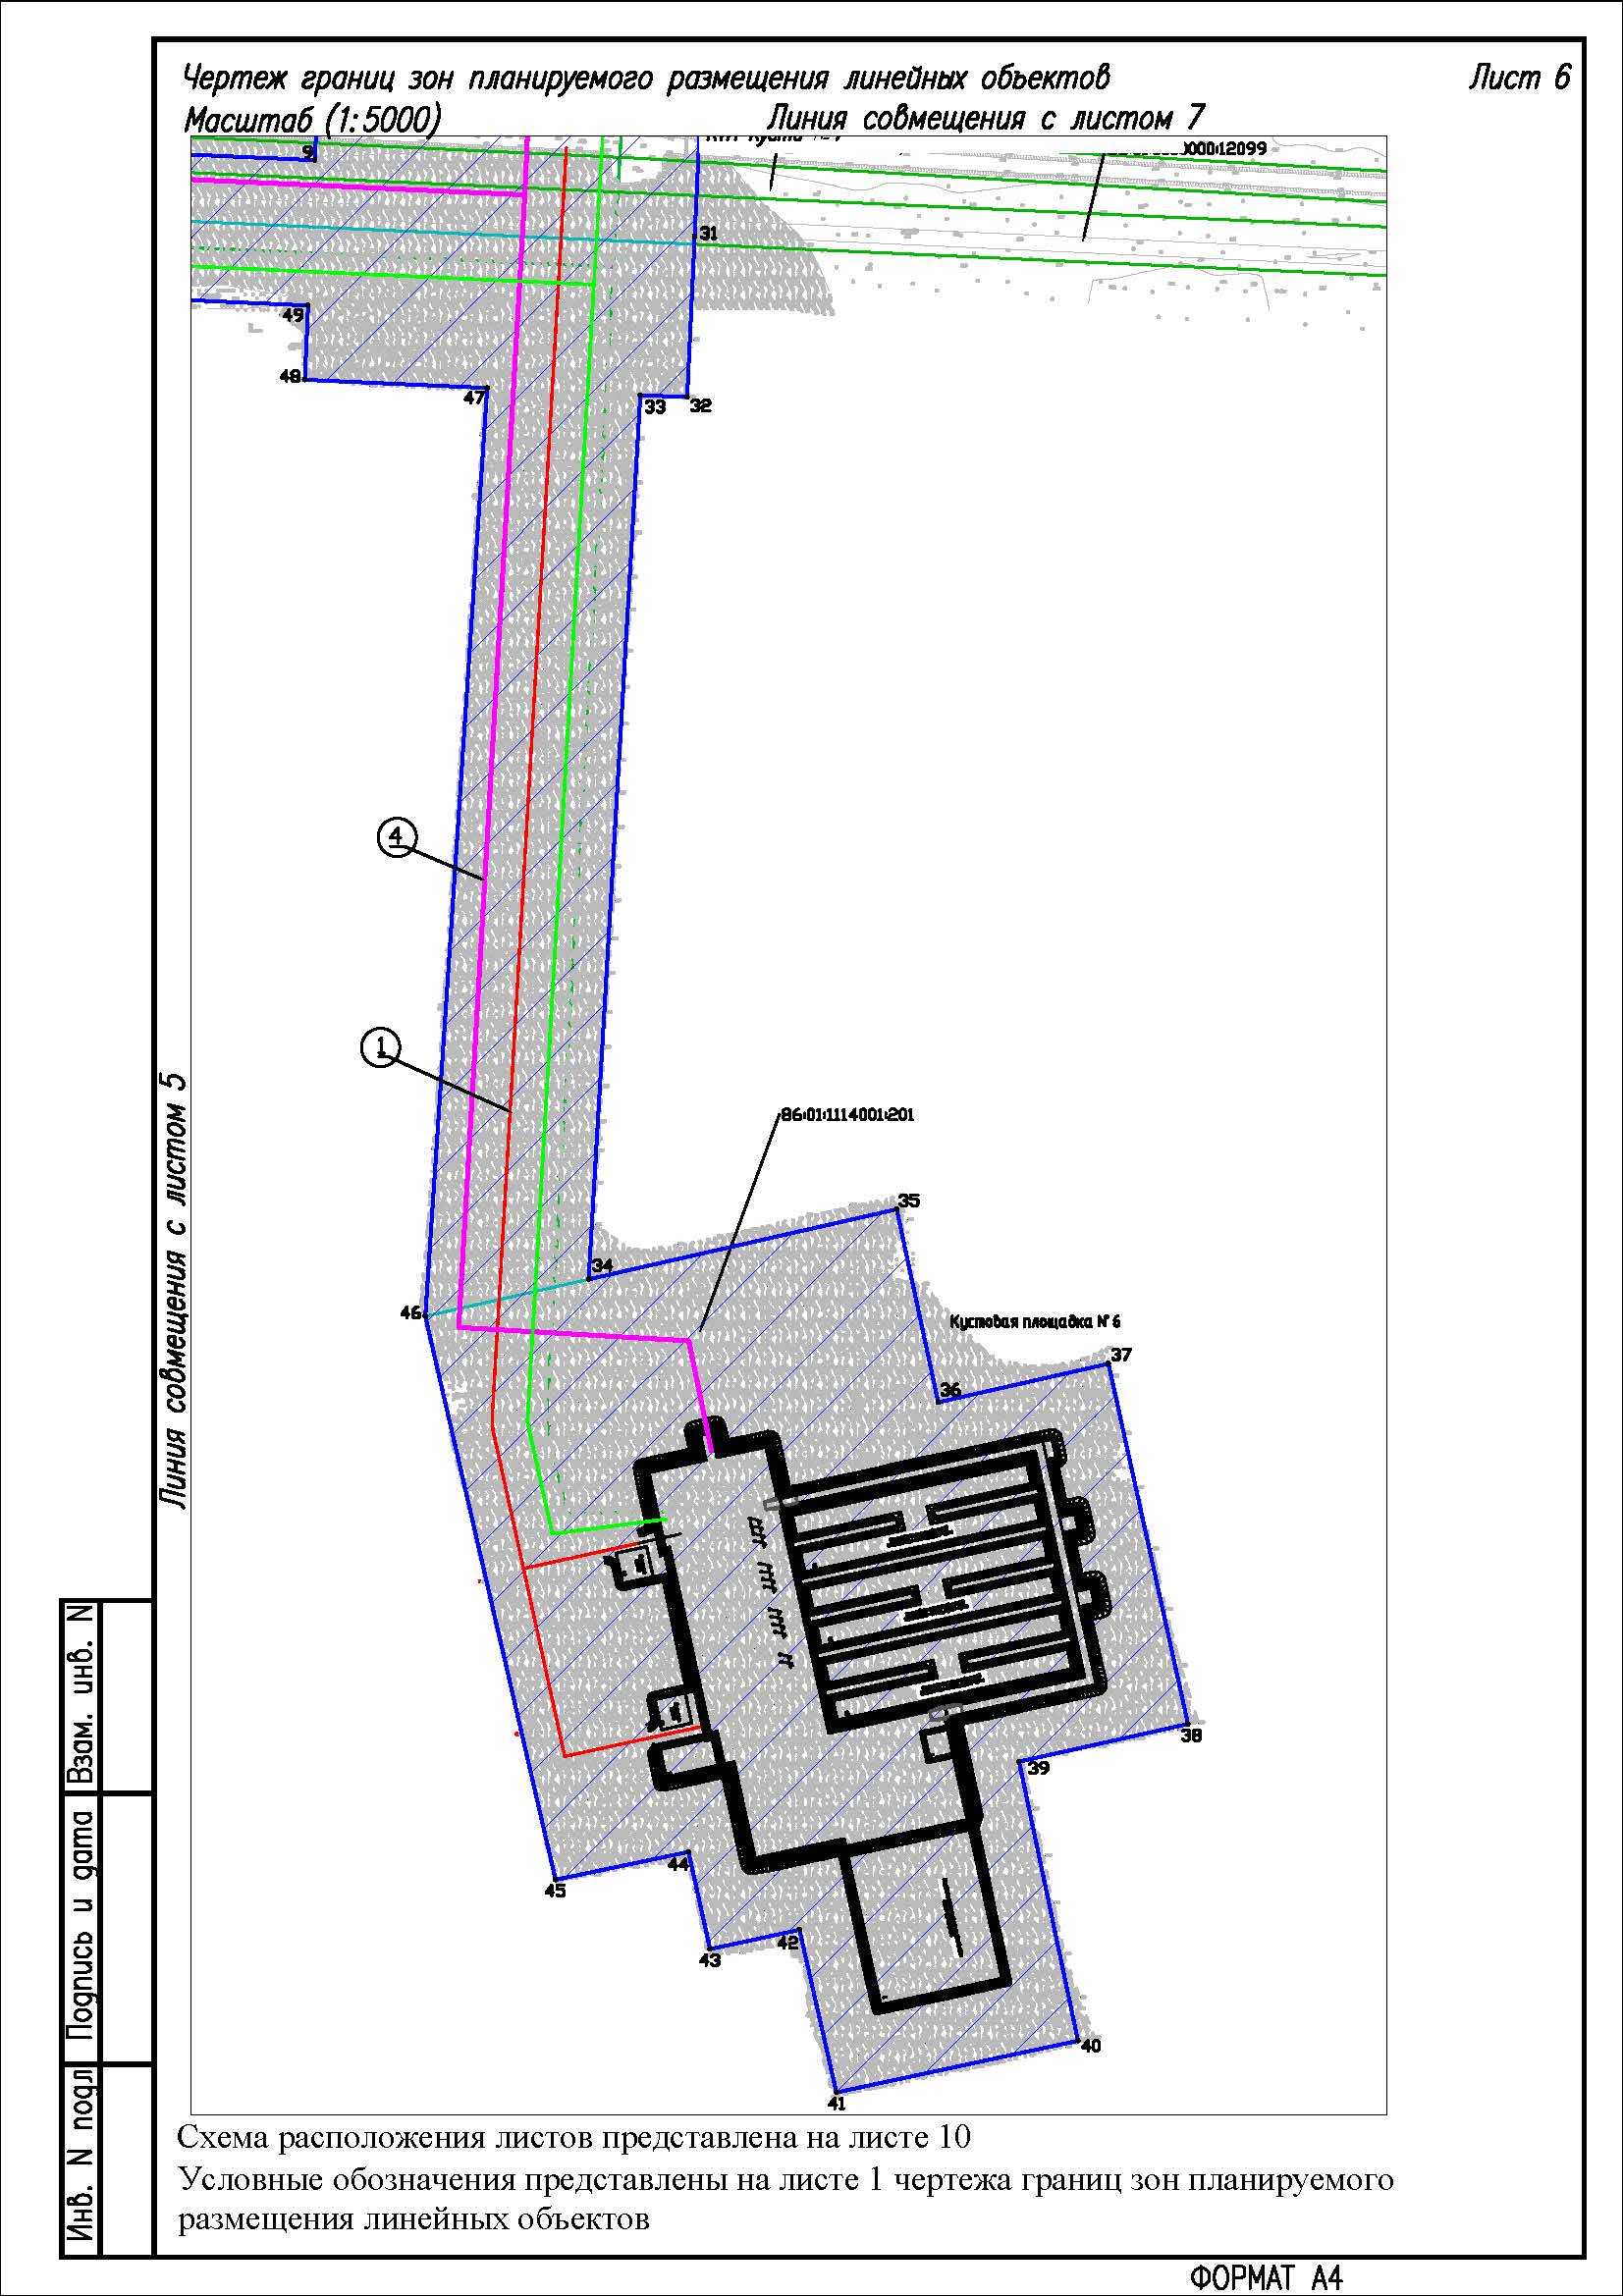 Чертеж границ зон планируемого размещения линейных объектов
Лист 6
Масштаб (1:5000)
Линия совмещения с листом 7
9
12099
31
49
48
47
33
32
4
1
86:01:1114001:201
35
34
46
Кустовая площадка №6
37
36
38
39
44
45
42
43
40
41
Линия совмещения с листом 5
Взам. инв. N
Подпись и дата
Инв. N подл
Схема расположения листов представлена на листе 10
Условные обозначения представлены на листе 1 чертежа границ зон планируемого
размещения линейных объектов
ФОРМАТ А4